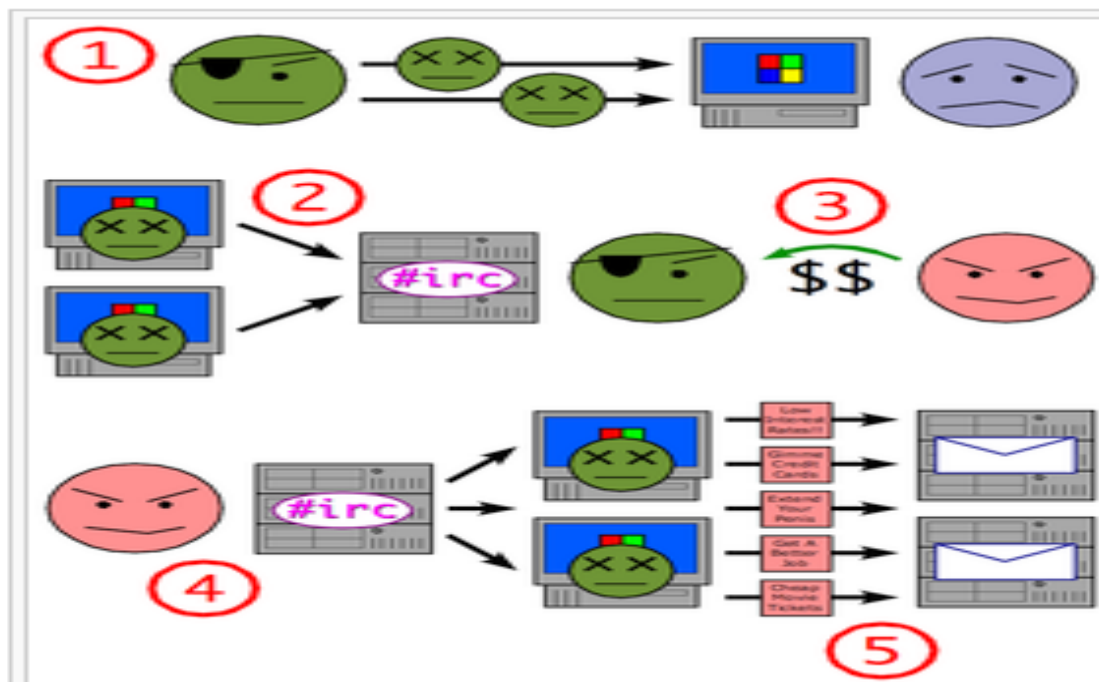 1
2
3
#irc
$$
#irc
Low
Interest
Rates!!!
Gimme
Credit
Cards
Extend
Your
Penis
Get A
Better
Job
Cheap
Movie
Tickets
4
5